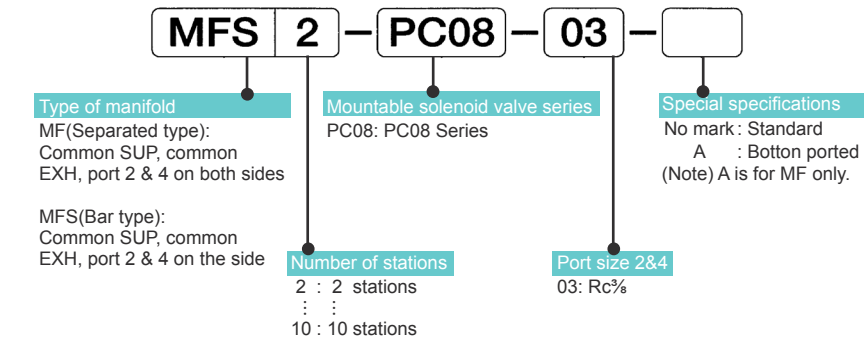 MFS 2 - PC08 - 03 -
Type of manifold
MF(Separated type):
Common SUP, common
EXH, port 2 & 4 on both sides
MFS(Bar type):
Common SUP, common
EXH, port 2 & 4 on the side
Number of stations
2 : 2 stations
⋮ ⋮
10 : 10 stations
Mountable solenoid valve series
PC08: PC08 Series
Port size 2&4
03: Rc⅜
Special specifications
No mark : Standard
A : Botton ported
(Note) A is for MF only.